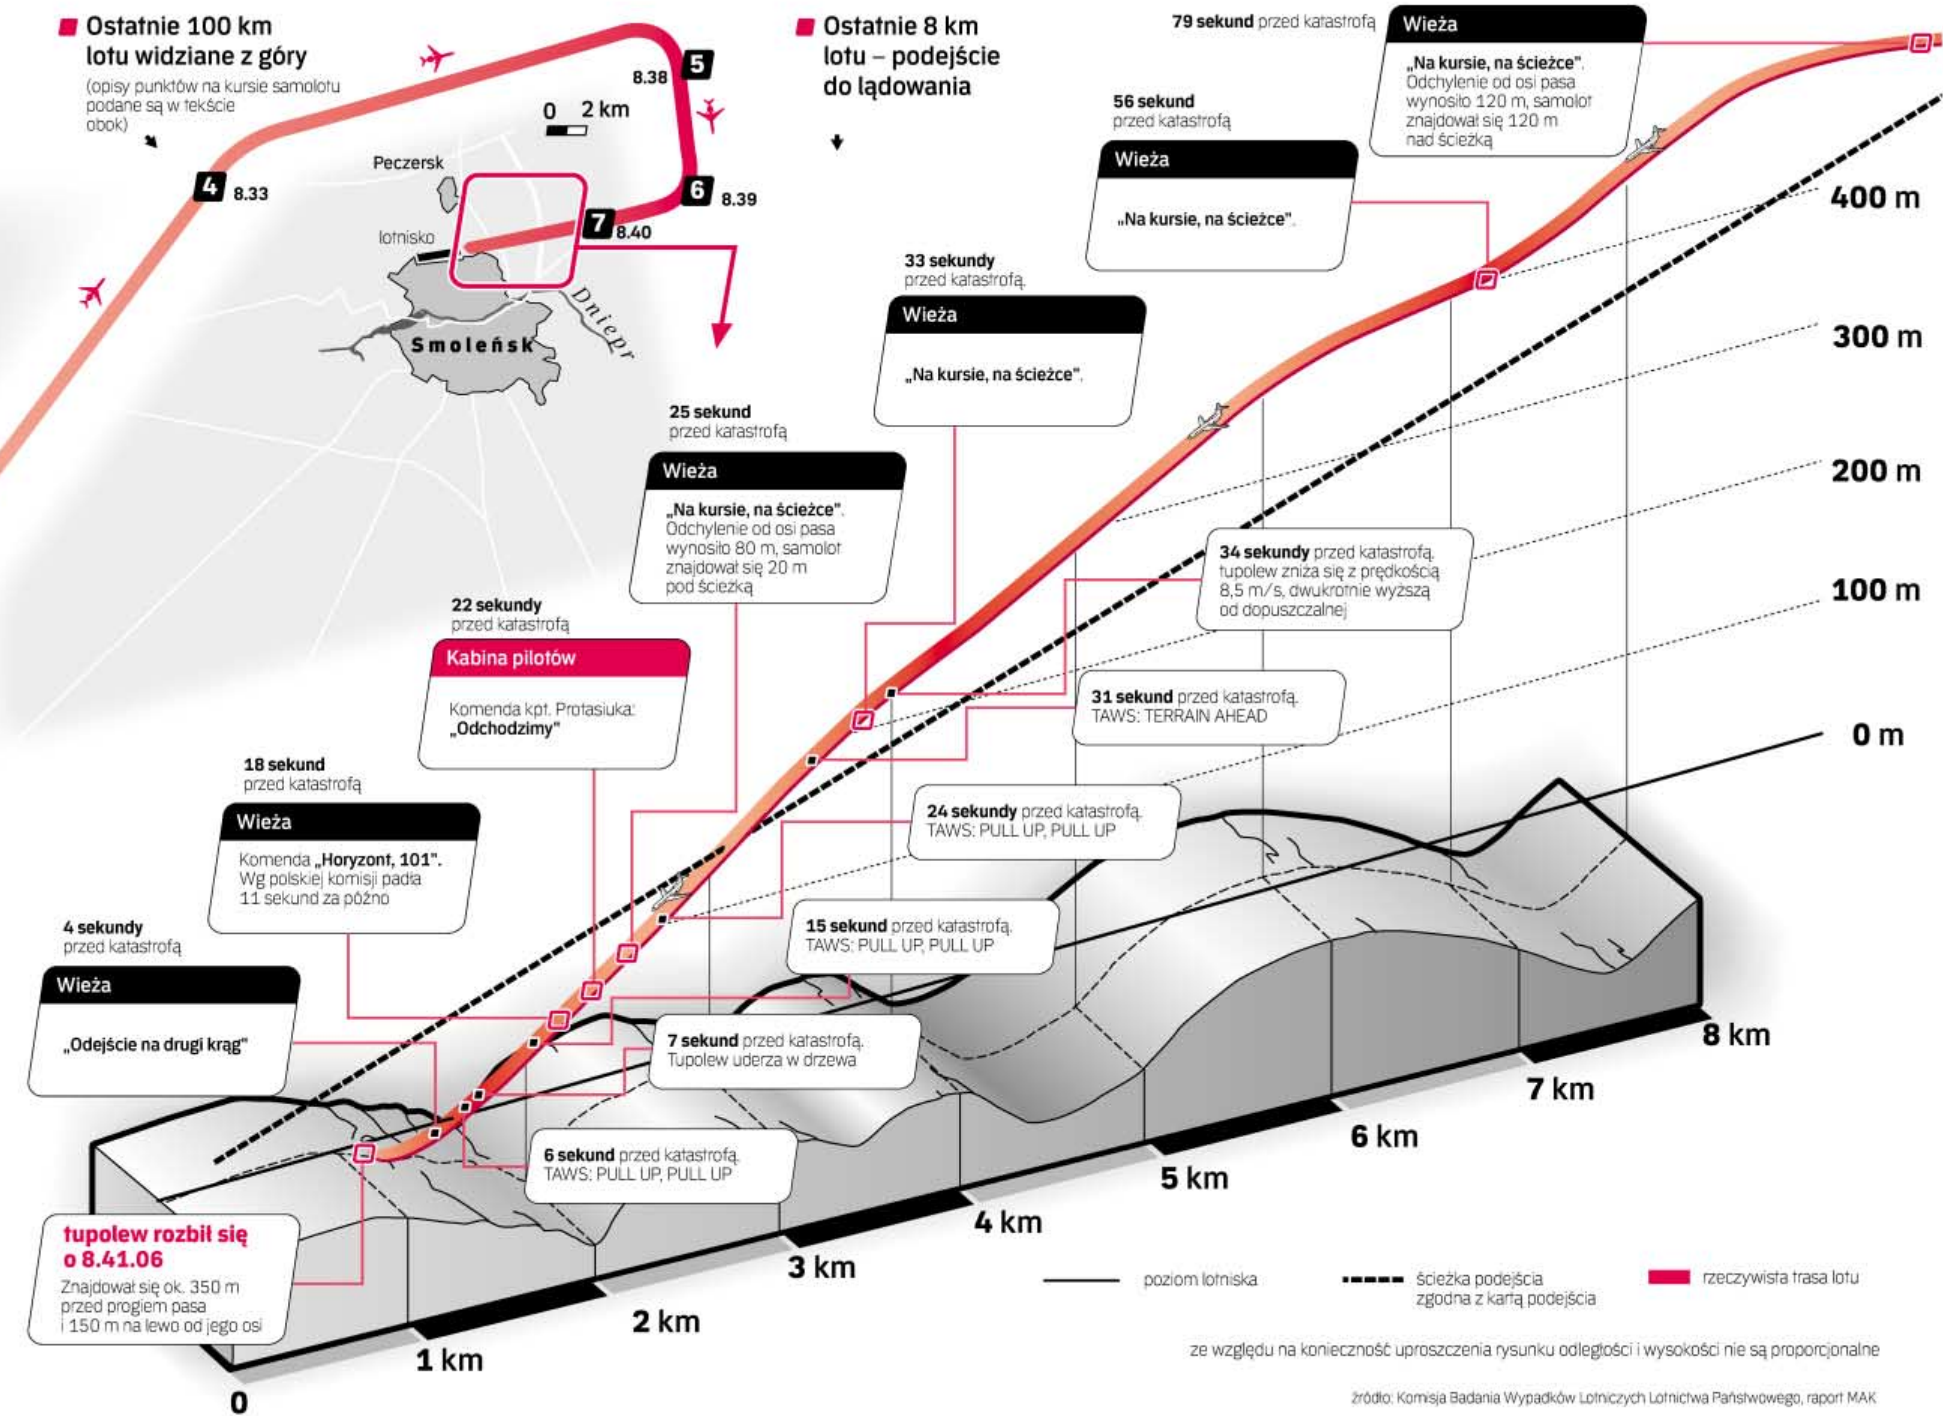 Ostatnie 100 km
lotu widziane z góry
(opisy punktów na kursie samolotu
podane są w tekście
obok)
4
8.33
5
8.38
6
8.39
7
8.40
0 2 km
Peczersk
lotnisko
Smoleńsk
Dniepr
Ostatnie 8 km
lotu – podejście
do lądowania
79 sekund przed katastrofą
Wieża
„Na kursie, na ścieżce".
Odchylenie od osi pasa
wynosiło 120 m, samolot
znajdował się 120 m
nad ścieżką
56 sekund
przed katastrofą
Wieża
„Na kursie, na ścieżce".
33 sekundy
przed katastrofą.
Wieża
„Na kursie, na ścieżce".
25 sekund
przed katastrofą
Wieża
„Na kursie, na ścieżce".
Odchylenie od osi pasa
wynosiło 80 m, samolot
znajdował się 20 m
pod ścieżką
22 sekundy
przed katastrofą
Kabina pilotów
Komenda kpt. Protasiuka:
„Odchodzimy"
18 sekund
przed katastrofą
Wieża
Komenda „Horyzont, 101".
Wg polskiej komisji padła
11 sekund za późno
4 sekundy
przed katastrofą
Wieża
„Odejście na drugi krąg"
tupolew rozbił się
o 8.41.06
Znajdował się ok. 350 m
przed progiem pasa
i 150 m na lewo od jego osi
34 sekundy przed katastrofą.
tupolew zniża się z prędkością
8,5 m/s, dwukrotnie wyższą
od dopuszczalnej
31 sekund przed katastrofą.
TAWS: TERRAIN AHEAD
24 sekundy przed katastrofą.
TAWS: PULL UP, PULL UP
15 sekund przed katastrofą.
TAWS: PULL UP, PULL UP
7 sekund przed katastrofą.
Tupolew uderza w drzewa
6 sekund przed katastrofą.
TAWS: PULL UP, PULL UP
400 m
300 m
200 m
100 m
0 m
8 km
7 km
6 km
5 km
4 km
3 km
2 km
1 km
0
poziom lotniska
ścieżka podejścia
zgodna z kartą podejścia
rzeczywista trasa lotu
ze względu na konieczność uproszczenia rysunku odległości i wysokości nie są proporcjonalne
źródło: Komisja Badania Wypadków Lotniczych Lotnictwa Państwowego, raport MAK